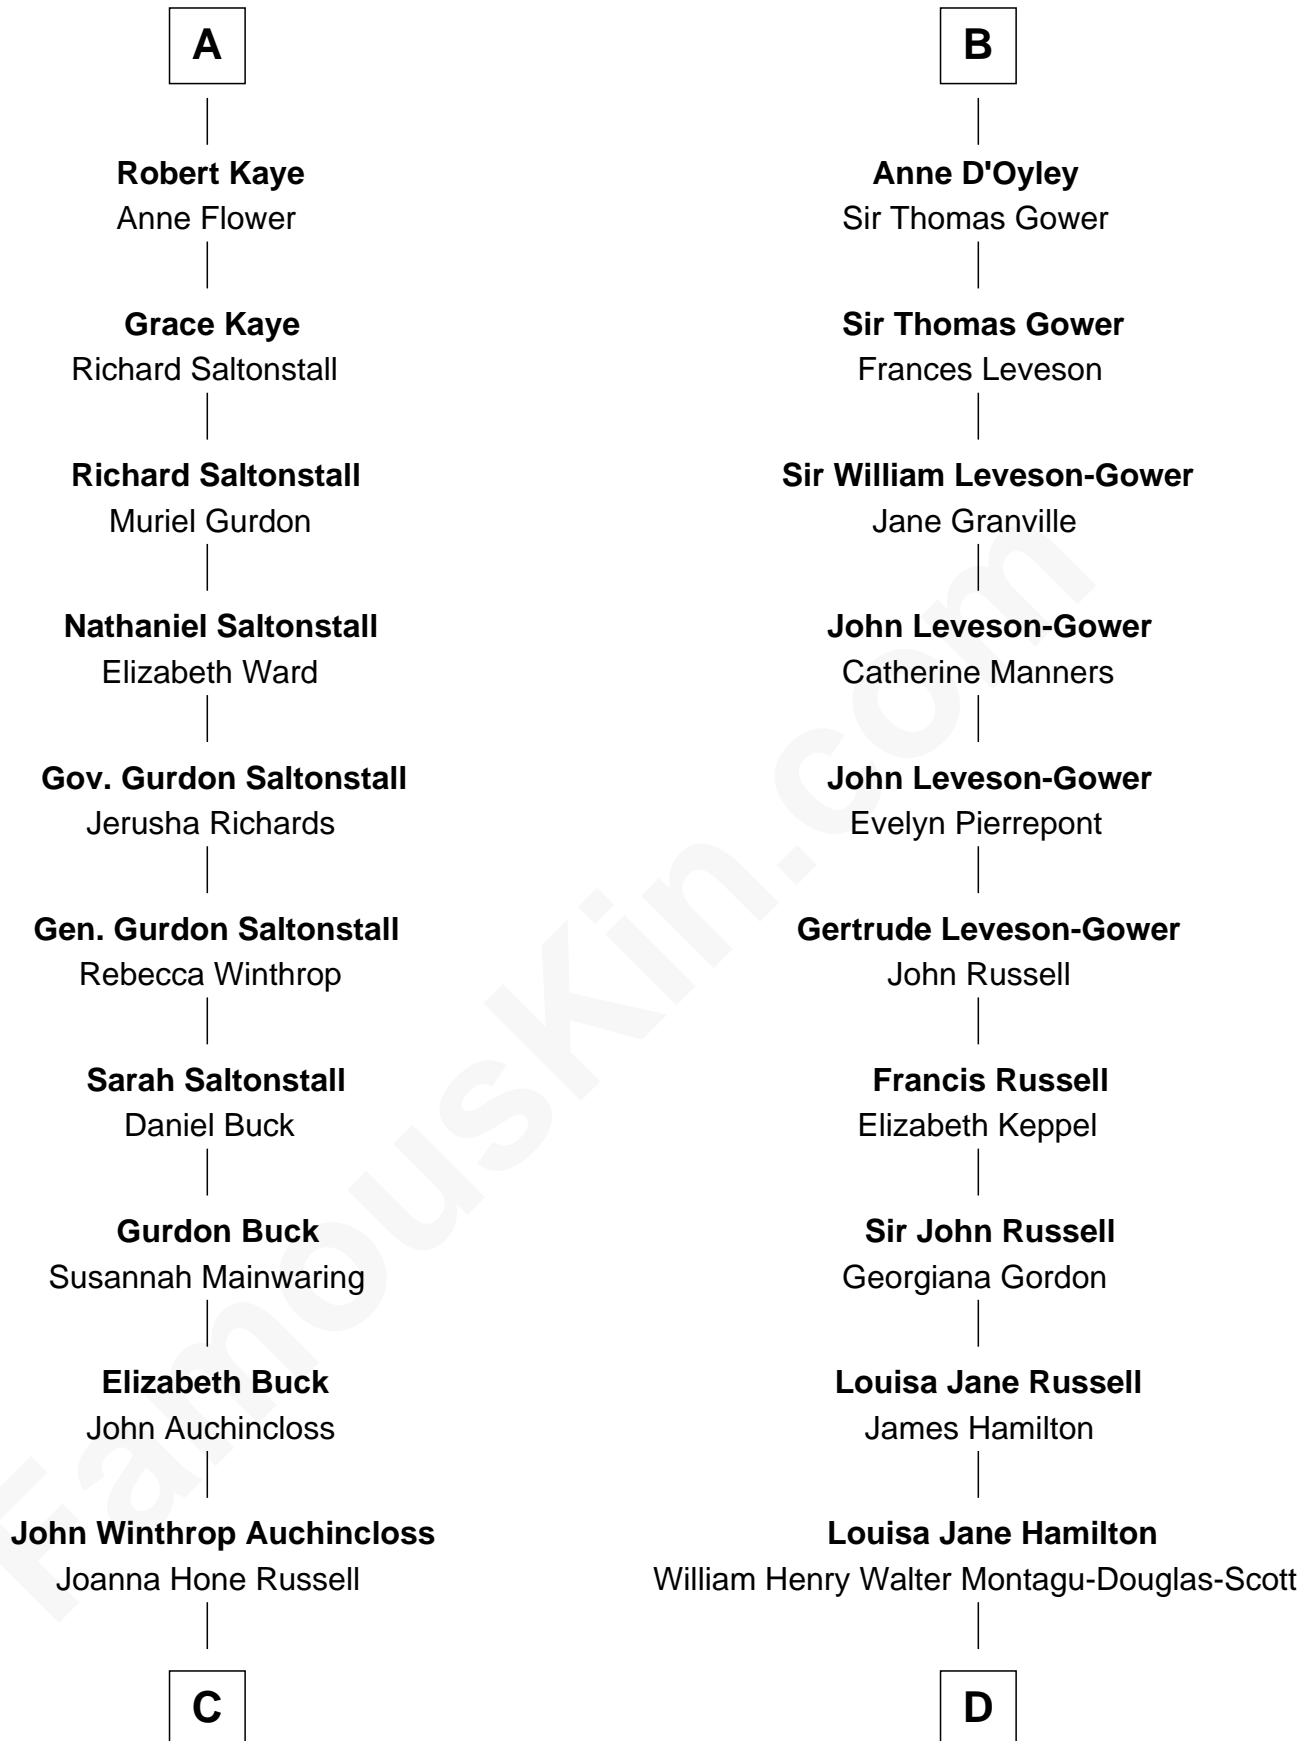 A
Robert Kaye
Anne Flower
Grace Kaye
Richard Saltonstall
Richard Saltonstall
Muriel Gurdon
Nathaniel Saltonstall
Elizabeth Ward
Gov. Gurdon Saltonstall
Jerusha Richards
Gen. Gurdon Saltonstall
Rebecca Winthrop
Sarah Saltonstall
Daniel Buck
Gurdon Buck
Susannah Mainwaring
Elizabeth Buck
John Auchincloss
John Winthrop Auchincloss
Joanna Hone Russell
C
B
Anne D'Oyley
Sir Thomas Gower
Sir Thomas Gower
Frances Leveson
Sir William Leveson-Gower
Jane Granville
John Leveson-Gower
Catherine Manners
John Leveson-Gower
Evelyn Pierrepont
Gertrude Leveson-Gower
John Russell
Francis Russell
Elizabeth Keppel
Sir John Russell
Georgiana Gordon
Louisa Jane Russell
James Hamilton
Louisa Jane Hamilton
William Henry Walter Montagu-Douglas-Scott
D
FamousKin.com